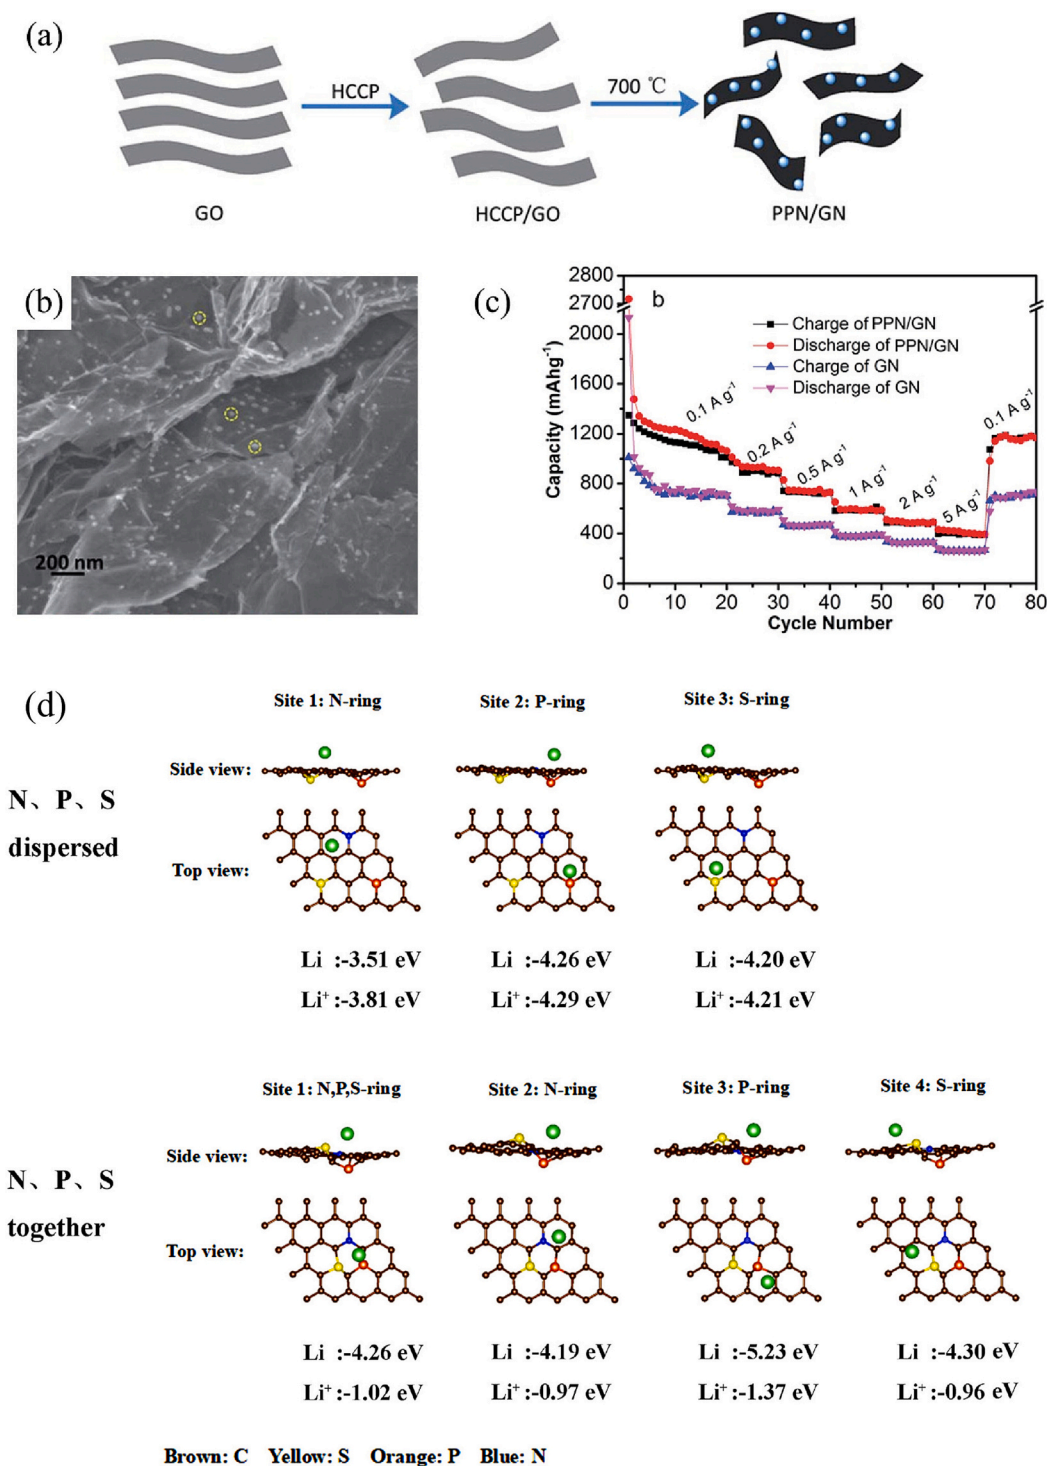 (a)
HCCP
700 ℃
GO
HCCP/GO
PPN/GN
(b)
200 nm
(c)
b
Capacity (mAhg⁻¹)
2800
2700
2000
1600
1200
800
400
0
Charge of PPN/GN
Discharge of PPN/GN
Charge of GN
Discharge of GN
0.1 A g⁻¹
0.2 A g⁻¹
0.5 A g⁻¹
1 A g⁻¹
2 A g⁻¹
5 A g⁻¹
0.1 A g⁻¹
0 10 20 30 40 50 60 70 80
Cycle Number
(d)
Site 1: N-ring Site 2: P-ring Site 3: S-ring
Side view:
N、P、S
dispersed
Top view:
Li :-3.51 eV Li :-4.26 eV Li :-4.20 eV
Li⁺ :-3.81 eV Li⁺ :-4.29 eV Li⁺ :-4.21 eV
Site 1: N,P,S-ring Site 2: N-ring Site 3: P-ring Site 4: S-ring
Side view:
N、P、S
together
Top view:
Li :-4.26 eV Li :-4.19 eV Li :-5.23 eV Li :-4.30 eV
Li⁺ :-1.02 eV Li⁺ :-0.97 eV Li⁺ :-1.37 eV Li⁺ :-0.96 eV
Brown: C Yellow: S Orange: P Blue: N